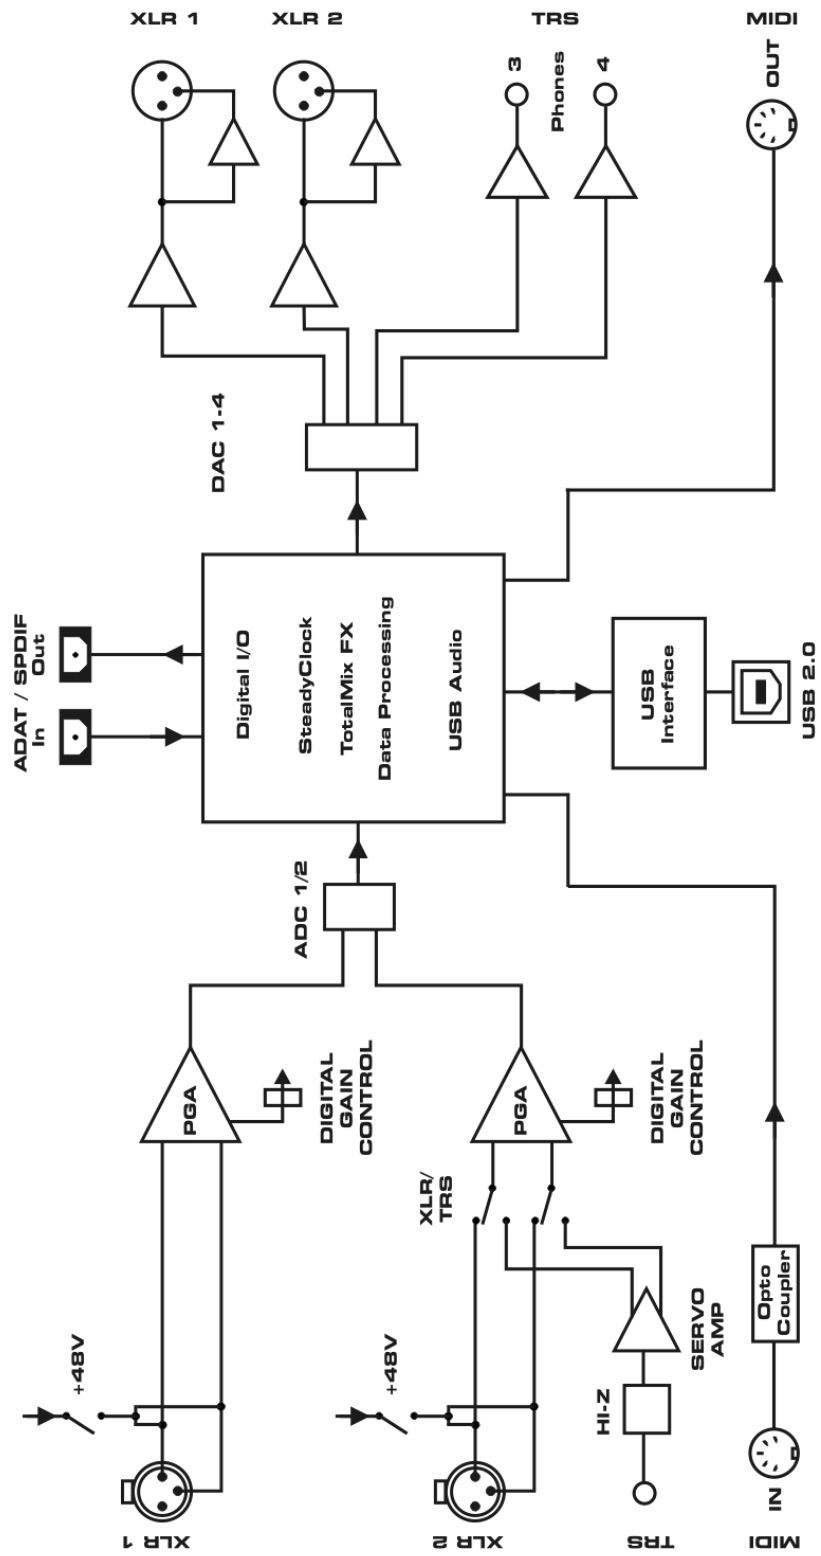 XLR 1
XLR 2
TRS
MIDI
3
Phones
4
OUT
DAC 1-4
ADAT / SPDIF
Out
In
Digital I/O
SteadyClock
TotalMix FX
Data Processing
USB Audio
USB
Interface
USB 2.0
ADC 1/2
PGA
DIGITAL
GAIN
CONTROL
PGA
DIGITAL
GAIN
CONTROL
XLR/
TRS
+48V
+48V
SERVO
AMP
HI-Z
Opto
Coupler
IN
XLR 1
XLR 2
TRS
MIDI